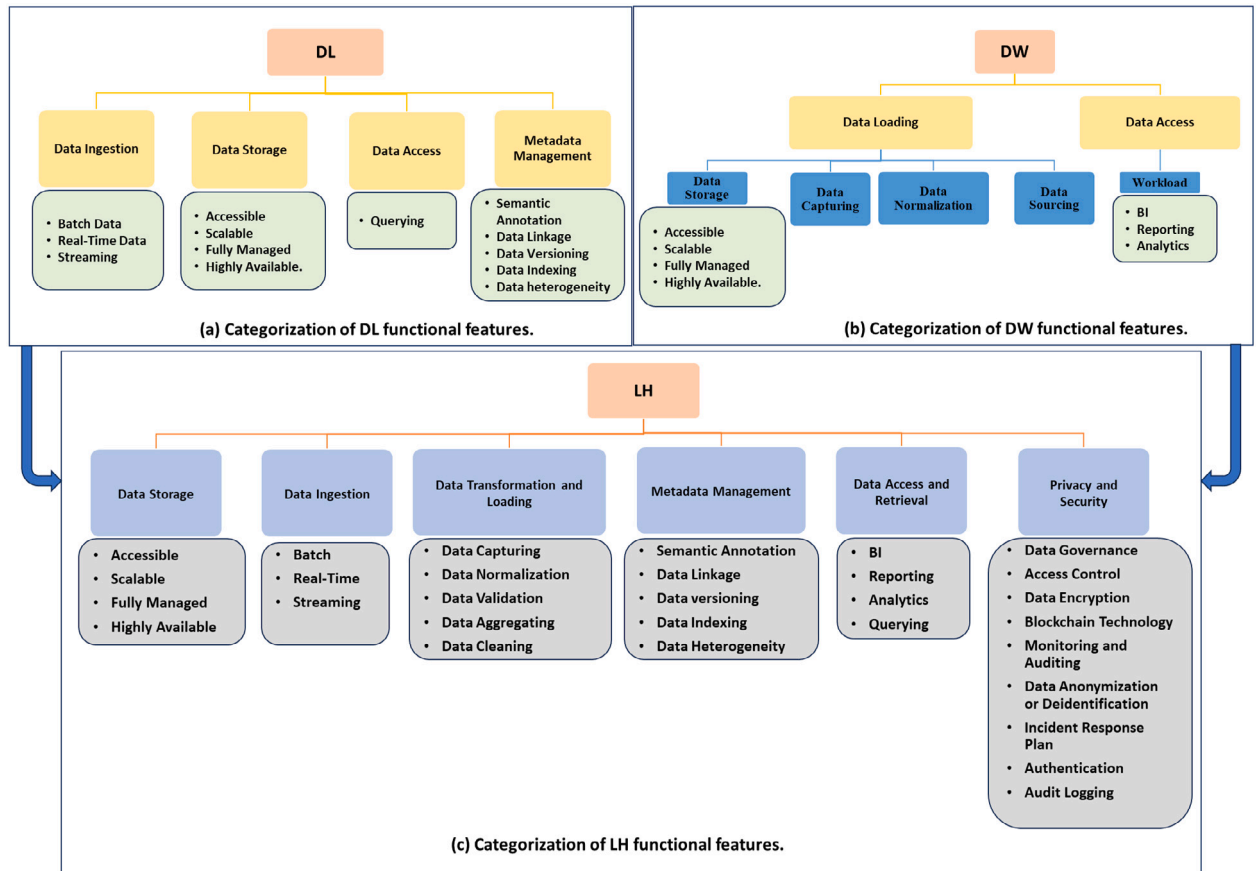 DL
Data Ingestion
• Batch Data
• Real-Time Data
• Streaming
Data Storage
• Accessible
• Scalable
• Fully Managed
• Highly Available.
Data Access
• Querying
Metadata
Management
• Semantic
Annotation
• Data Linkage
• Data Versioning
• Data Indexing
• Data heterogeneity
(a) Categorization of DL functional features.
DW
Data Loading
Data
Storage
• Accessible
• Scalable
• Fully Managed
• Highly Available.
Data
Capturing
Data
Normalization
Data
Sourcing
Data Access
Workload
• BI
• Reporting
• Analytics
(b) Categorization of DW functional features.
LH
Data Storage
• Accessible
• Scalable
• Fully Managed
• Highly Available
Data Ingestion
• Batch
• Real-Time
• Streaming
Data Transformation and
Loading
• Data Capturing
• Data Normalization
• Data Validation
• Data Aggregating
• Data Cleaning
Metadata Management
• Semantic Annotation
• Data Linkage
• Data versioning
• Data Indexing
• Data Heterogeneity
Data Access and
Retrieval
• BI
• Reporting
• Analytics
• Querying
Privacy and
Security
• Data Governance
• Access Control
• Data Encryption
• Blockchain Technology
• Monitoring and
Auditing
• Data Anonymization
or Deidentification
• Incident Response
Plan
• Authentication
• Audit Logging
(c) Categorization of LH functional features.